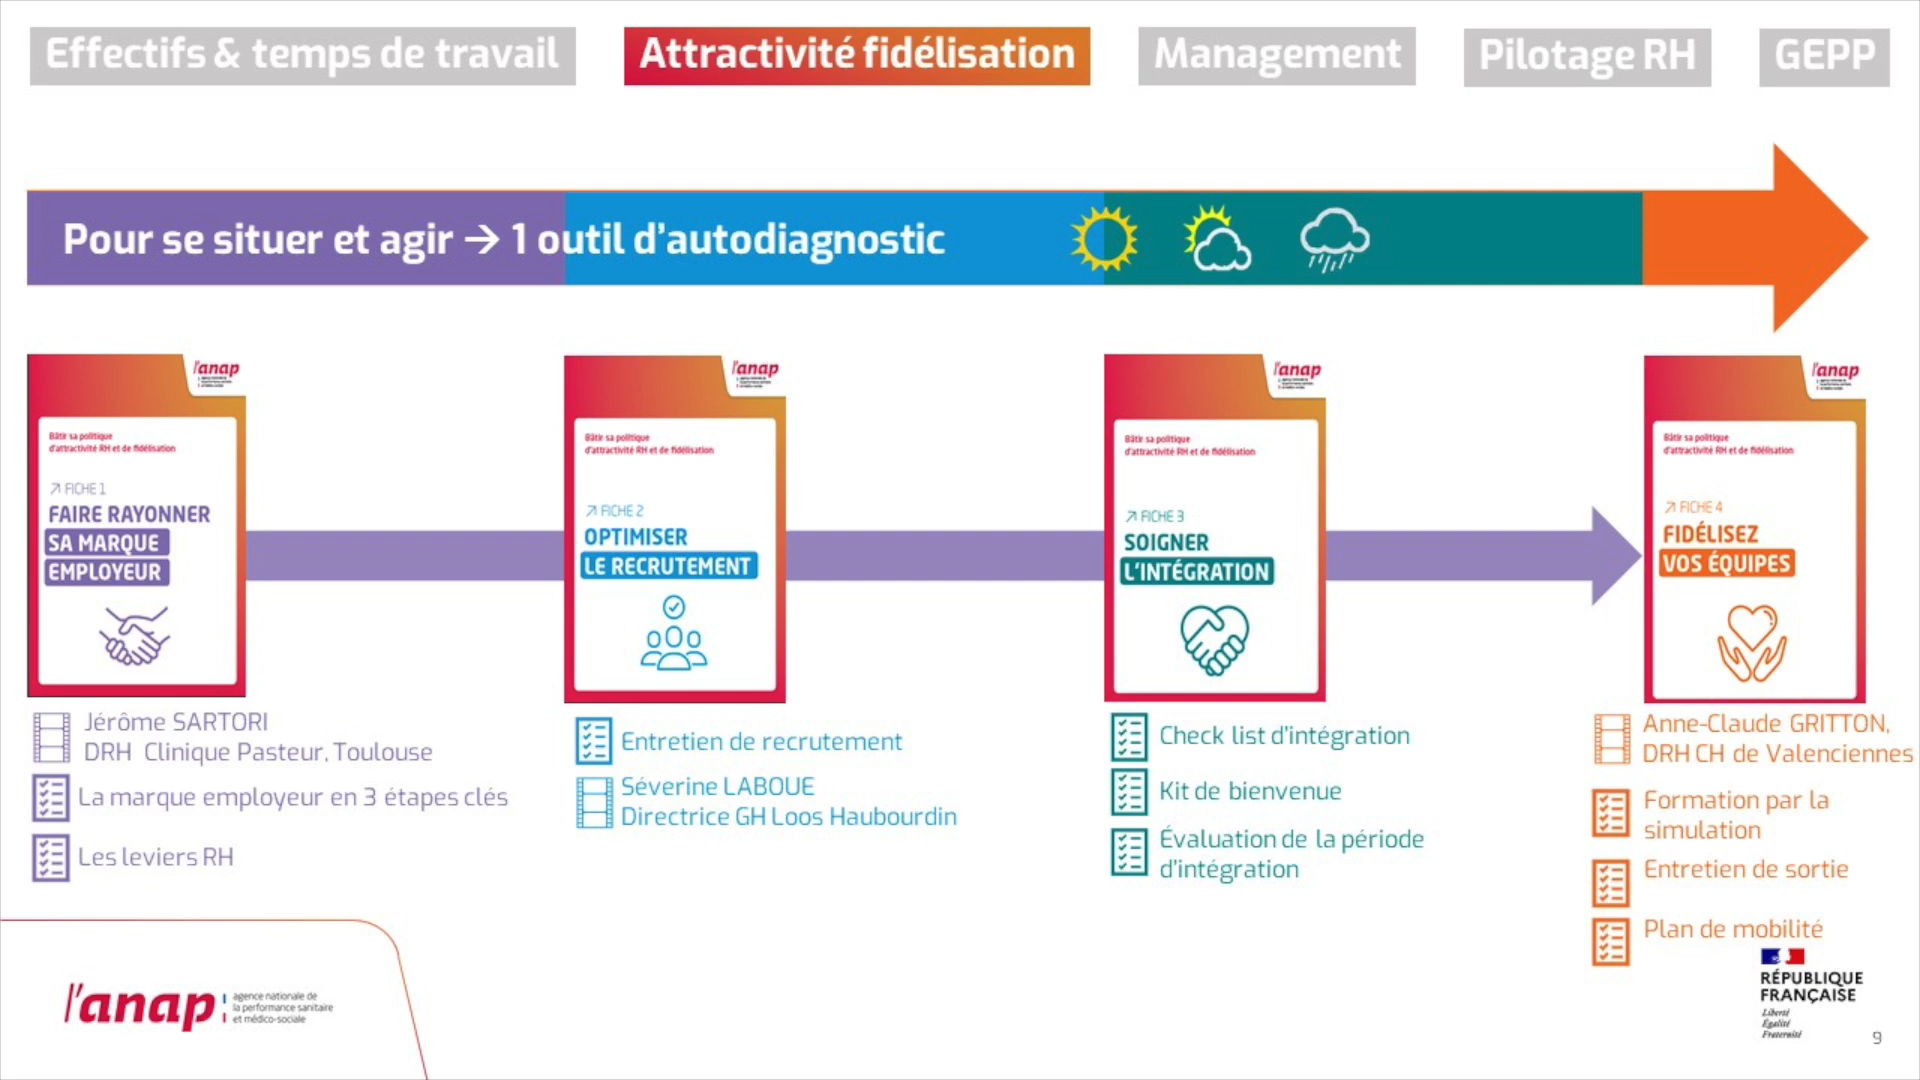 Effectifs & temps de travail
Attractivité fidélisation
Management
Pilotage RH
GEPP
Pour se situer et agir → 1 outil d'autodiagnostic
l'anap
Bâtir sa politique
d'attractivité RH et de fidélisation
↗ FICHE 1
FAIRE RAYONNER
SA MARQUE
EMPLOYEUR
l'anap
Bâtir sa politique
d'attractivité RH et de fidélisation
↗ FICHE 2
OPTIMISER
LE RECRUTEMENT
l'anap
Bâtir sa politique
d'attractivité RH et de fidélisation
↗ FICHE 3
SOIGNER
L'INTÉGRATION
l'anap
Bâtir sa politique
d'attractivité RH et de fidélisation
↗ FICHE 4
FIDÉLISEZ
VOS ÉQUIPES
Jérôme SARTORI
DRH Clinique Pasteur, Toulouse
La marque employeur en 3 étapes clés
Les leviers RH
Entretien de recrutement
Séverine LABOUE
Directrice GH Loos Haubourdin
Check list d'intégration
Kit de bienvenue
Évaluation de la période
d'intégration
Anne-Claude GRITTON,
DRH CH de Valenciennes
Formation par la
simulation
Entretien de sortie
Plan de mobilité
l'anap
agence nationale de
la performance sanitaire
et médico-sociale
RÉPUBLIQUE
FRANÇAISE
Liberté
Égalité
Fraternité
9